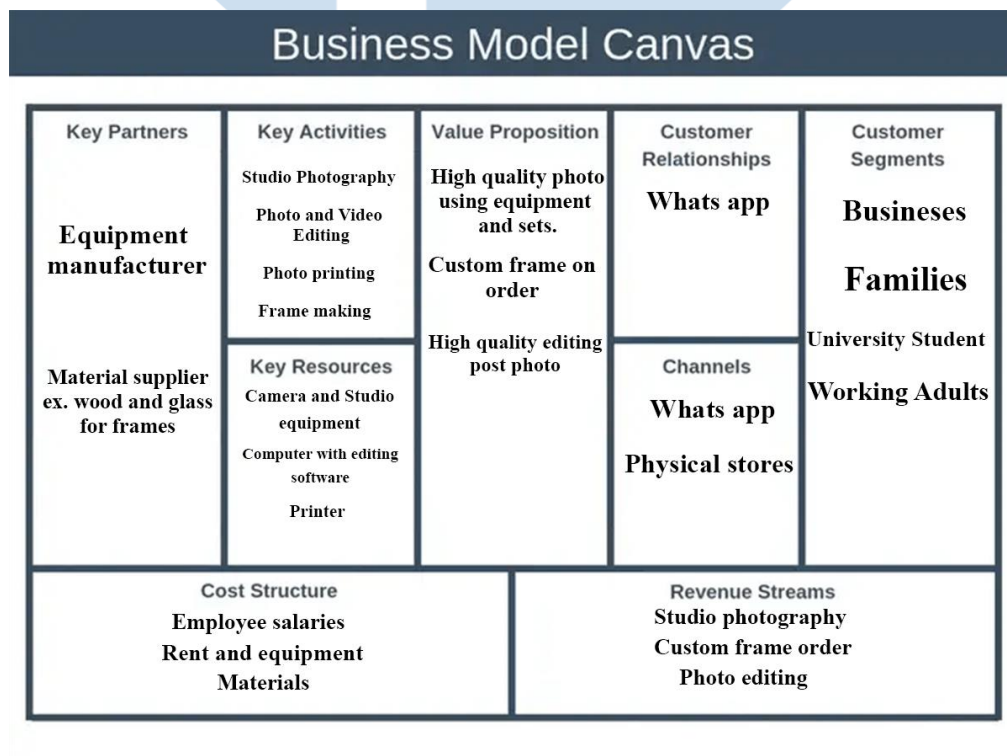 Business Model Canvas
Key Partners
Equipment
manufacturer
Material supplier
ex. wood and glass
for frames
Key Activities
Studio Photography
Photo and Video
Editing
Photo printing
Frame making
Key Resources
Camera and Studio
equipment
Computer with editing
software
Printer
Value Proposition
High quality photo
using equipment
and sets.
Custom frame on
order
High quality editing
post photo
Customer
Relationships
Whats app
Channels
Whats app
Physical stores
Customer
Segments
Busineses
Families
University Student
Working Adults
Cost Structure
Employee salaries
Rent and equipment
Materials
Revenue Streams
Studio photography
Custom frame order
Photo editing